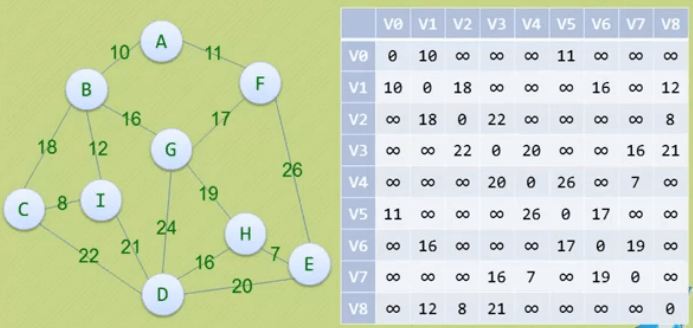 A
10
11
B
F
16
17
18
12
G
26
C
8
I
19
24
22
21
H
16
7
E
20
D
V0 V1 V2 V3 V4 V5 V6 V7 V8
V0 0 10 ∞ ∞ ∞ 11 ∞ ∞ ∞
V1 10 0 18 ∞ ∞ ∞ 16 ∞ 12
V2 ∞ 18 0 22 ∞ ∞ ∞ ∞ 8
V3 ∞ ∞ 22 0 20 ∞ ∞ 16 21
V4 ∞ ∞ ∞ 20 0 26 ∞ 7 ∞
V5 11 ∞ ∞ ∞ 26 0 17 ∞ ∞
V6 ∞ 16 ∞ ∞ ∞ 17 0 19 ∞
V7 ∞ ∞ ∞ 16 7 ∞ 19 0 ∞
V8 ∞ 12 8 21 ∞ ∞ ∞ ∞ 0